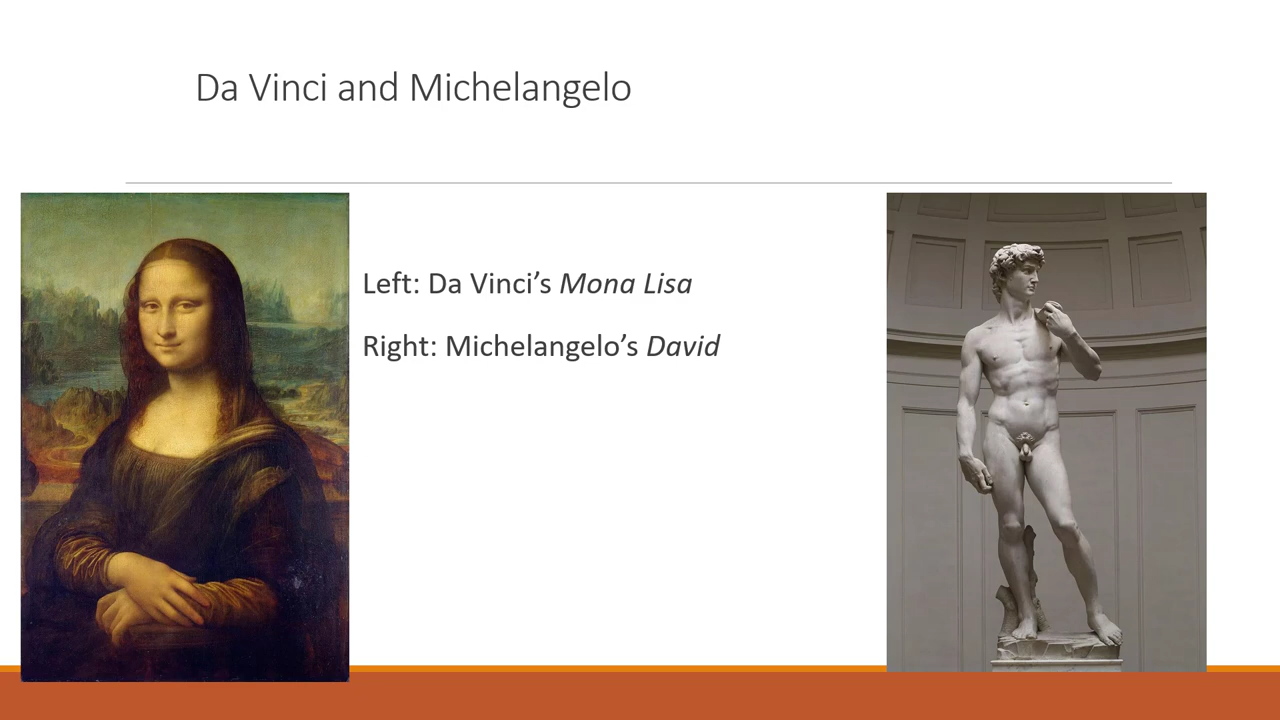 Da Vinci and Michelangelo
Left: Da Vinci’s Mona Lisa
Right: Michelangelo’s David